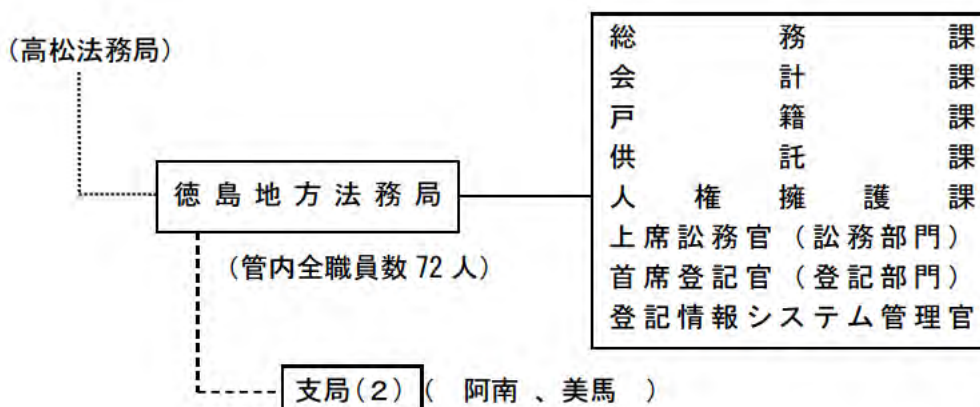 (高松法務局)
徳島地方法務局
(管内全職員数 72 人)
支局(2) ( 阿南 、美馬 )
総務課
会計課
戸籍課
供託課
人権擁護課
上席訟務官(訟務部門)
首席登記官(登記部門)
登記情報システム管理官